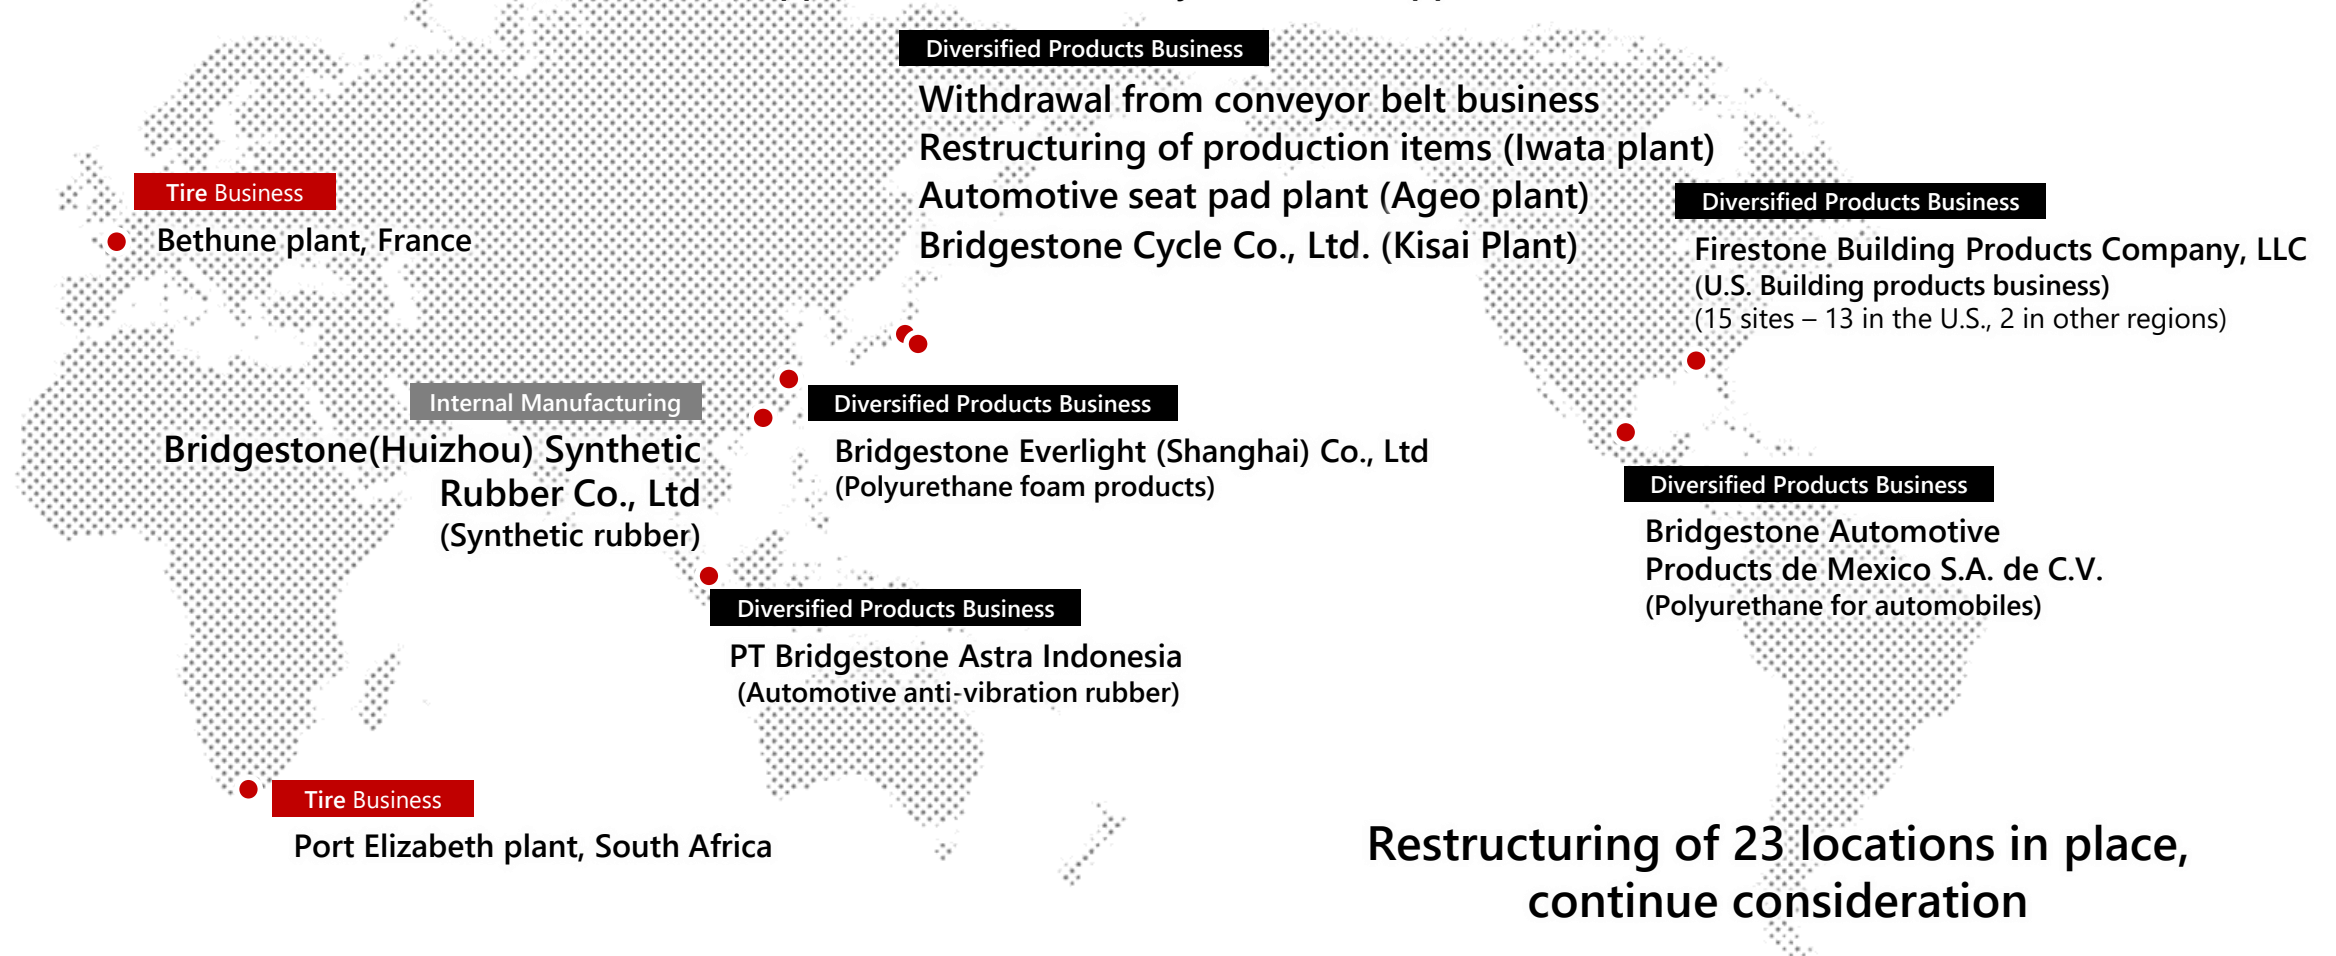 Diversified Products Business
Withdrawal from conveyor belt business
Restructuring of production items (Iwata plant)
Automotive seat pad plant (Ageo plant)
Bridgestone Cycle Co., Ltd. (Kisai Plant)
Tire Business
Bethune plant, France
Diversified Products Business
Firestone Building Products Company, LLC
(U.S. Building products business)
(15 sites – 13 in the U.S., 2 in other regions)
Internal Manufacturing
Bridgestone(Huizhou) Synthetic
Rubber Co., Ltd
(Synthetic rubber)
Diversified Products Business
Bridgestone Everlight (Shanghai) Co., Ltd
(Polyurethane foam products)
Diversified Products Business
Bridgestone Automotive
Products de Mexico S.A. de C.V.
(Polyurethane for automobiles)
Diversified Products Business
PT Bridgestone Astra Indonesia
(Automotive anti-vibration rubber)
Tire Business
Port Elizabeth plant, South Africa
Restructuring of 23 locations in place,
continue consideration